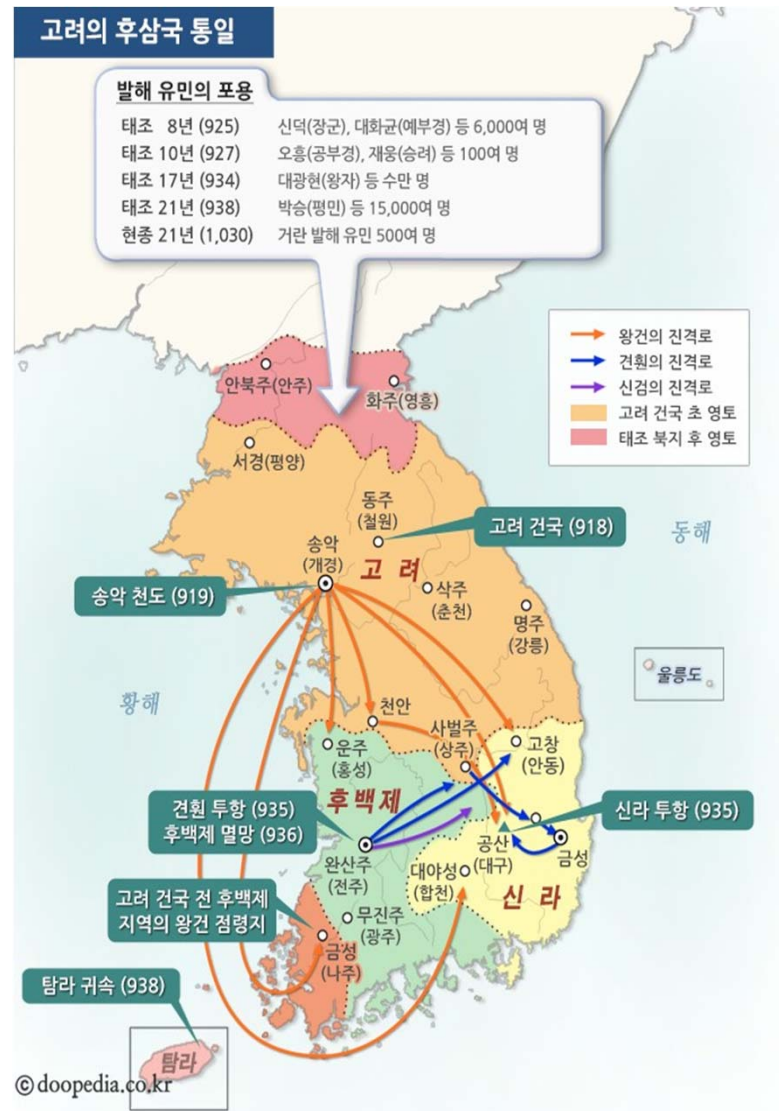 고려의 후삼국 통일
발해 유민의 포용
태조 8년 (925) 신덕(장군), 대화균(예부경) 등 6,000여 명
태조 10년 (927) 오흥(공부경), 재웅(승려) 등 100여 명
태조 17년 (934) 대광현(왕자) 등 수만 명
태조 21년 (938) 박승(평민) 등 15,000여 명
현종 21년 (1,030) 거란 발해 유민 500여 명
왕건의 진격로
견훤의 진격로
신검의 진격로
고려 건국 초 영토
태조 북지 후 영토
안북주(안주)
화주(영흥)
서경(평양)
동주
(철원)
고려 건국 (918)
동해
송악
(개경)
고 려
송악 천도 (919)
삭주
(춘천)
명주
(강릉)
울릉도
황해
천안
사벌주
(상주)
고창
(안동)
운주
(홍성)
후백제
견훤 투항 (935)
후백제 멸망 (936)
신라 투항 (935)
완산주
(전주)
공산
(대구)
금성
대야성
(합천)
신 라
고려 건국 전 후백제
지역의 왕건 점령지
무진주
(광주)
금성
(나주)
탐라 귀속 (938)
탐라
©doopedia.co.kr